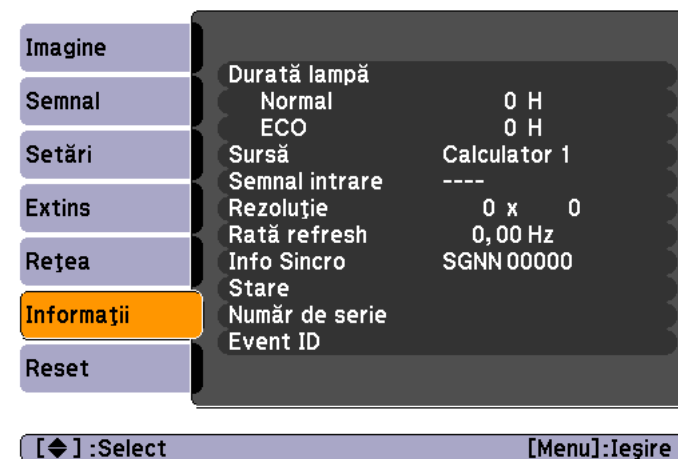 Imagine
Semnal
Setări
Extins
Reţea
Informaţii
Reset
Durată lampă
Normal 0 H
ECO 0 H
Sursă Calculator 1
Semnal intrare ----
Rezoluţie 0 x 0
Rată refresh 0,00 Hz
Info Sincro SGNN 00000
Stare
Număr de serie
Event ID
[◆] :Select [Menu]:Ieşire